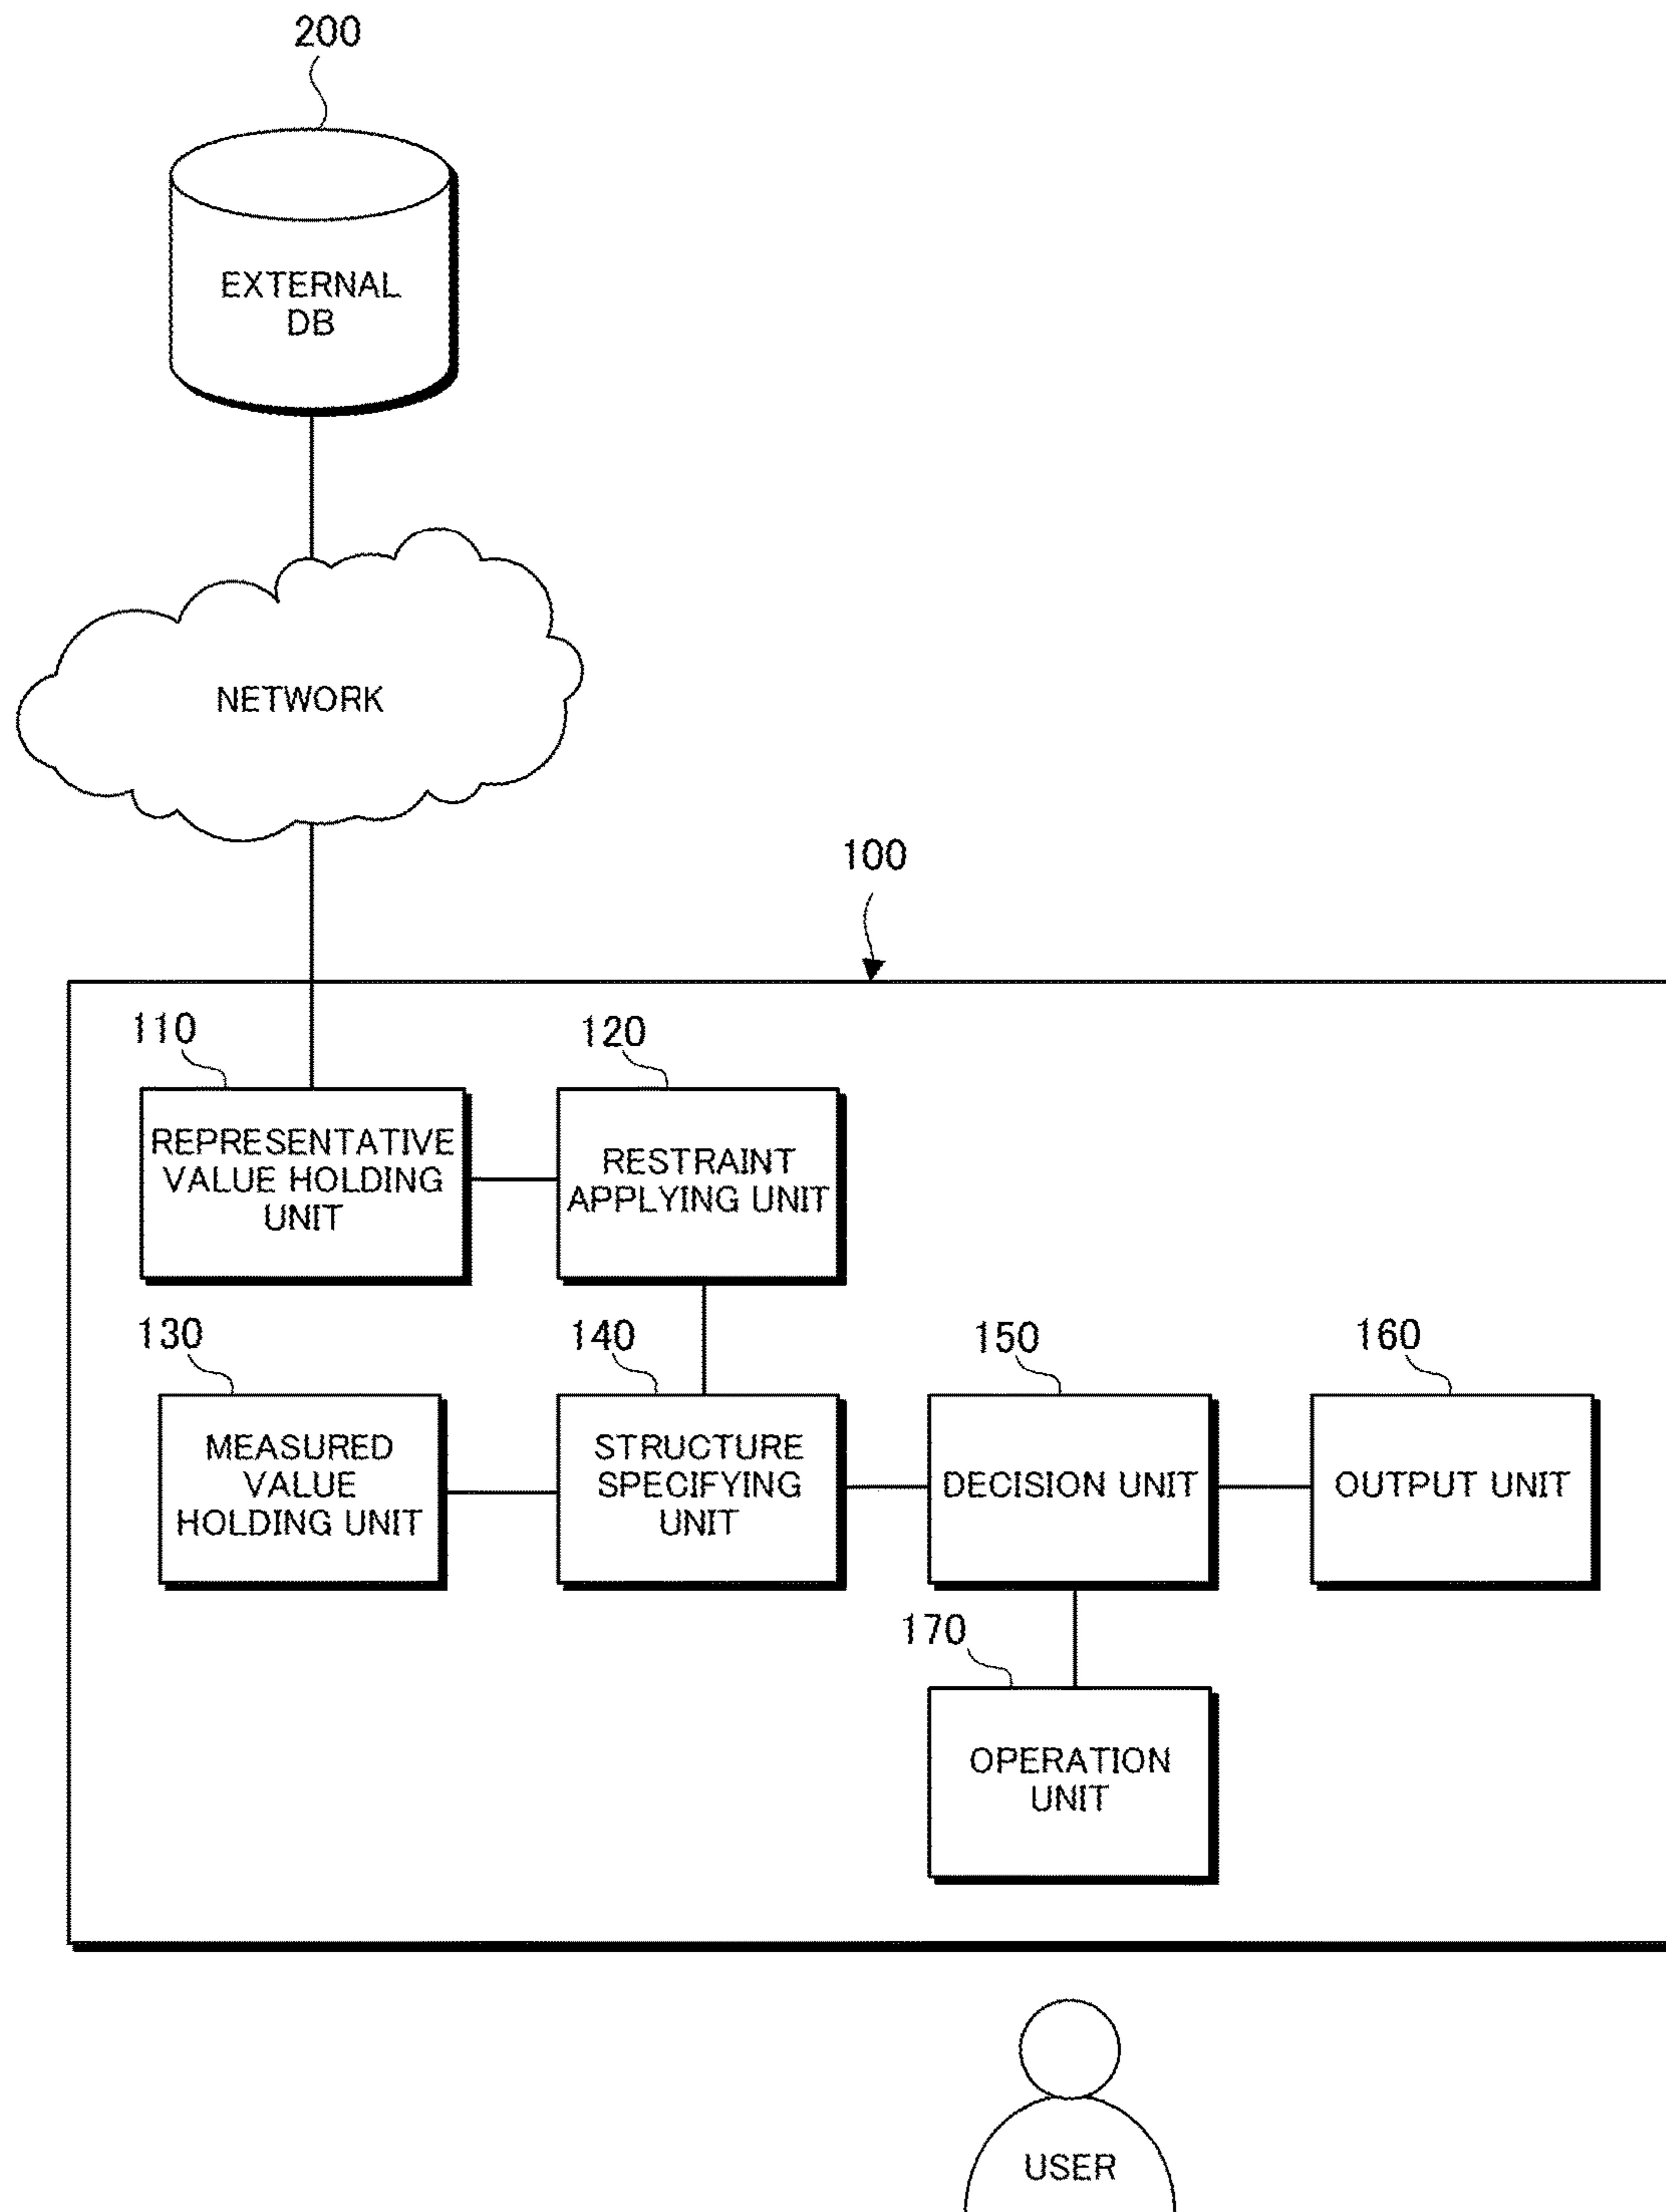 200
EXTERNAL
DB
NETWORK
100
110
120
REPRESENTATIVE
VALUE HOLDING
UNIT
RESTRAINT
APPLYING UNIT
130
140
150
160
MEASURED
VALUE
HOLDING UNIT
STRUCTURE
SPECIFYING
UNIT
DECISION UNIT
OUTPUT UNIT
170
OPERATION
UNIT
USER